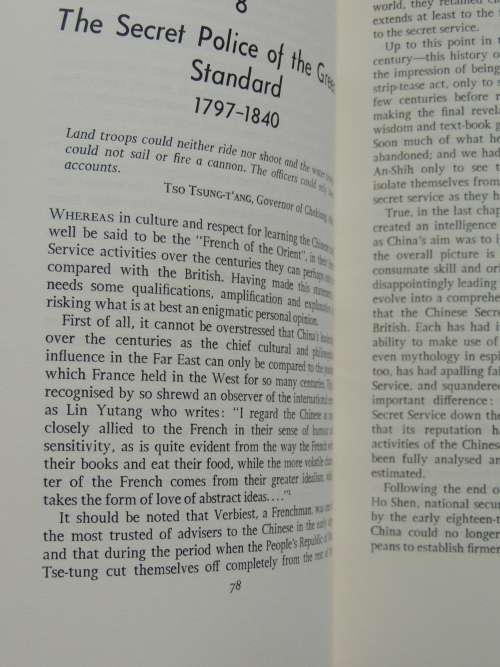 8
The Secret Police of the Green
Standard
1797–1840
Land troops could neither ride nor shoot and the water
could not sail or fire a cannon. The officers could only
accounts.
TSO TSUNG-T'ANG, Governor of Chekiang,
WHEREAS in culture and respect for learning the Chinese
well be said to be the "French of the Orient", in their
Service activities over the centuries they can perhaps
compared with the British. Having made this statement
needs some qualifications, amplification and explanation
risking what is at best an enigmatic personal opinion.
First of all, it cannot be overstressed that China's
over the centuries as the chief cultural and
influence in the Far East can only be compared to the
which France held in the West for so many centuries.
recognised by so shrewd an observer of the international
as Lin Yutang who writes: "I regard the Chinese as
closely allied to the French in their sense of humour
sensitivity, as is quite evident from the way the French
their books and eat their food, while the more volatile
ter of the French comes from their greater idealism,
takes the form of love of abstract ideas...."¹
It should be noted that Verbiest, a Frenchman, was
the most trusted of advisers to the Chinese in the early
and that during the period when the People's Republic of
Tse-tung cut themselves off completely from the rest of
78
world, they retained
extends at least to the
to the secret service.
Up to this point in
century—this history of
the impression of being
strip-tease act, only to
few centuries before
making the final
wisdom and text-book
Soon much of what
abandoned; and we had
An-Shih only to see
isolate themselves from
secret service as they
True, in the last
created an intelligence
as China's aim was to
the overall picture is
consumate skill and
disappointingly leading
evolve into a
that the Chinese
British. Each has had
ability to make use of
even mythology in
too, has had appalling
Service, and squandered
important difference:
Secret Service down the
that its reputation
activities of the Chinese
been fully analysed
estimated.
Following the end of
Ho Shen, national
by the early
China could no longer
peans to establish firmer